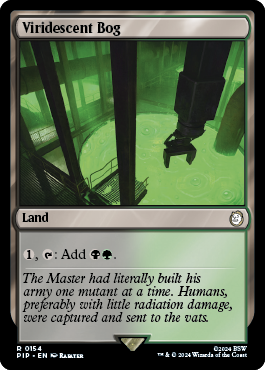 Viridescent Bog
Land
1, : Add .
The Master had literally built his
army one mutant at a time. Humans,
preferably with little radiation damage,
were captured and sent to the vats.
R 0154
PIP • EN Rabater
©2024 BSW
™ & © 2024 Wizards of the Coast